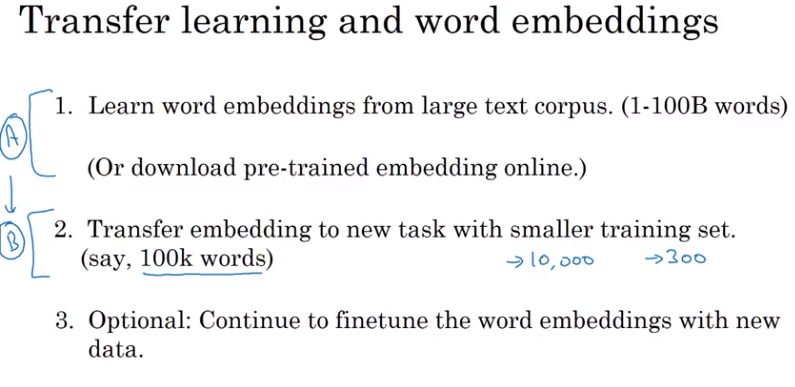 Transfer learning and word embeddings
A
1. Learn word embeddings from large text corpus. (1-100B words)
(Or download pre-trained embedding online.)
B
2. Transfer embedding to new task with smaller training set.
(say, 100k words) → 10,000 → 300
3. Optional: Continue to finetune the word embeddings with new
data.